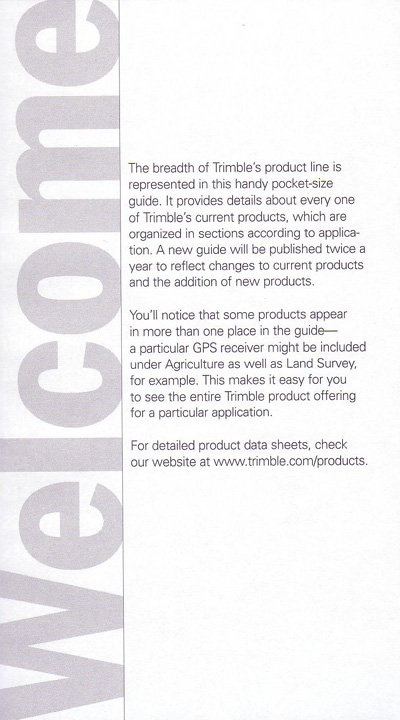 Welcome
The breadth of Trimble's product line is
represented in this handy pocket-size
guide. It provides details about every one
of Trimble's current products, which are
organized in sections according to applica-
tion. A new guide will be published twice a
year to reflect changes to current products
and the addition of new products.
You'll notice that some products appear
in more than one place in the guide—
a particular GPS receiver might be included
under Agriculture as well as Land Survey,
for example. This makes it easy for you
to see the entire Trimble product offering
for a particular application.
For detailed product data sheets, check
our website at www.trimble.com/products.